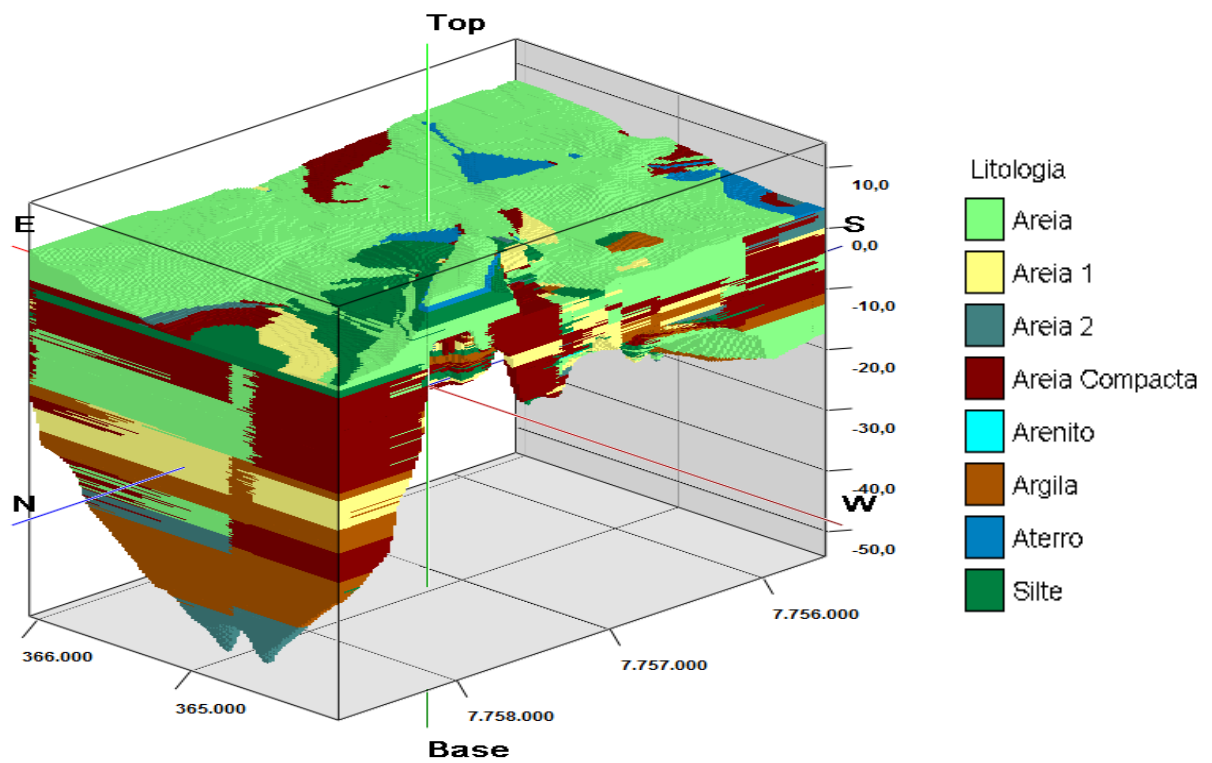 Top
E
S
N
W
Base
10,0
0,0
-10,0
-20,0
-30,0
-40,0
-50,0
366.000
365.000
7.758.000
7.757.000
7.756.000
Litologia
Areia
Areia 1
Areia 2
Areia Compacta
Arenito
Argila
Aterro
Silte